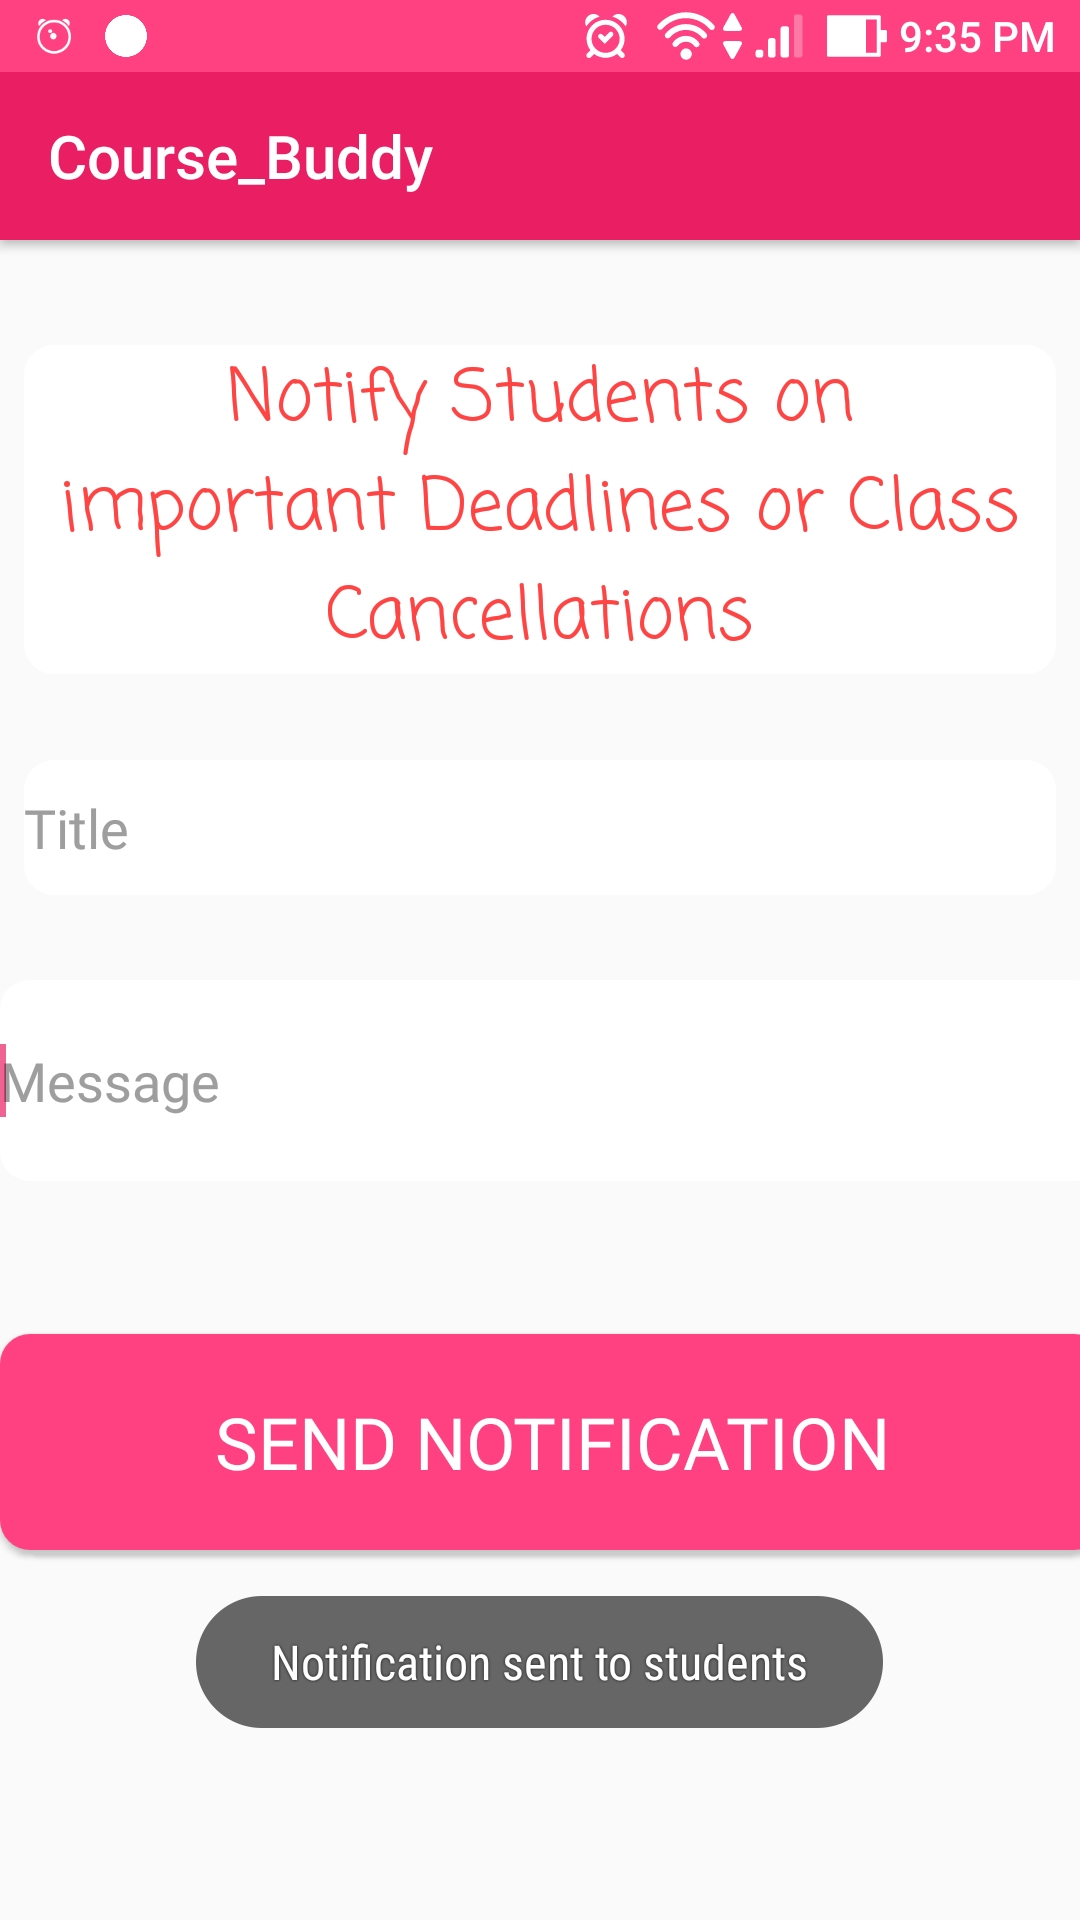 9:35 PM
Course_Buddy
Notify Students on
important Deadlines or Class
Cancellations
Title
Message
SEND NOTIFICATION
Notification sent to students